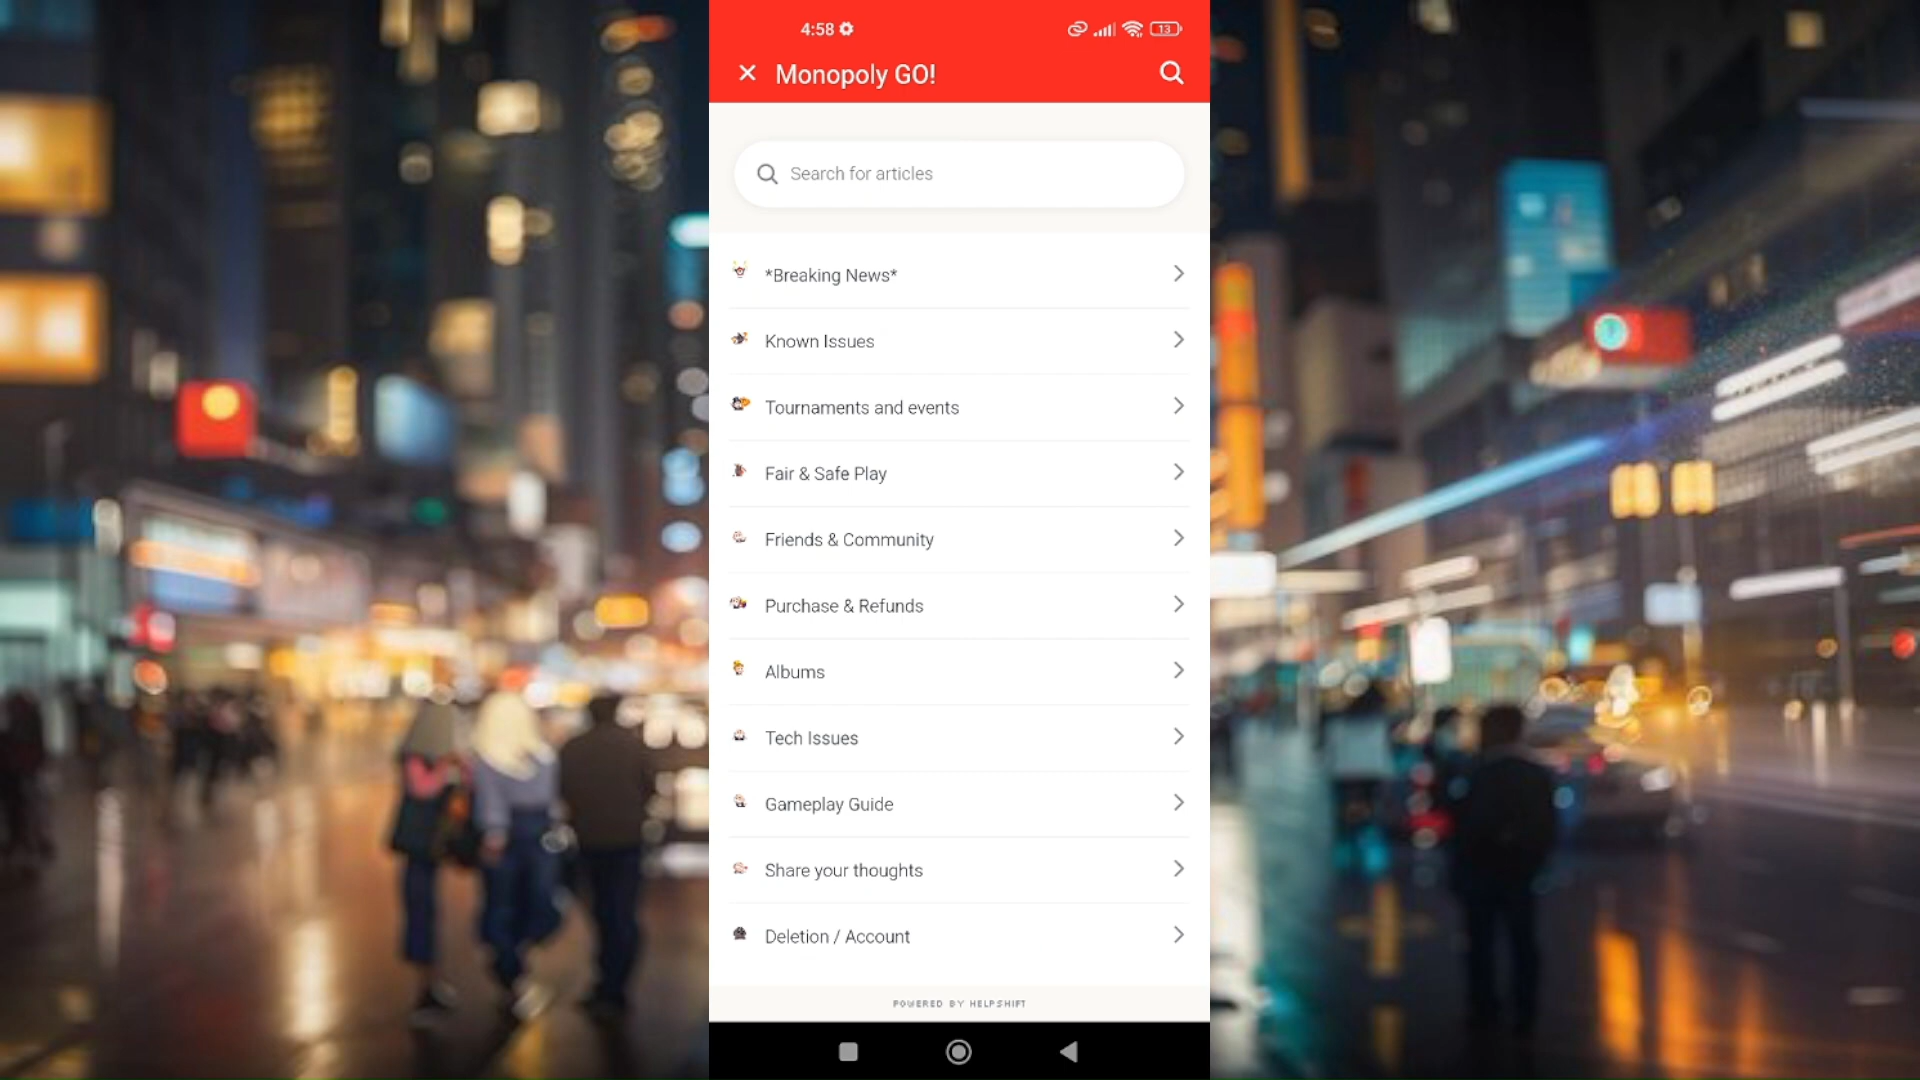 4:58
13
Monopoly GO!
Search for articles
*Breaking News*
Known Issues
Tournaments and events
Fair & Safe Play
Friends & Community
Purchase & Refunds
Albums
Tech Issues
Gameplay Guide
Share your thoughts
Deletion / Account
POWERED BY HELPSHIFT